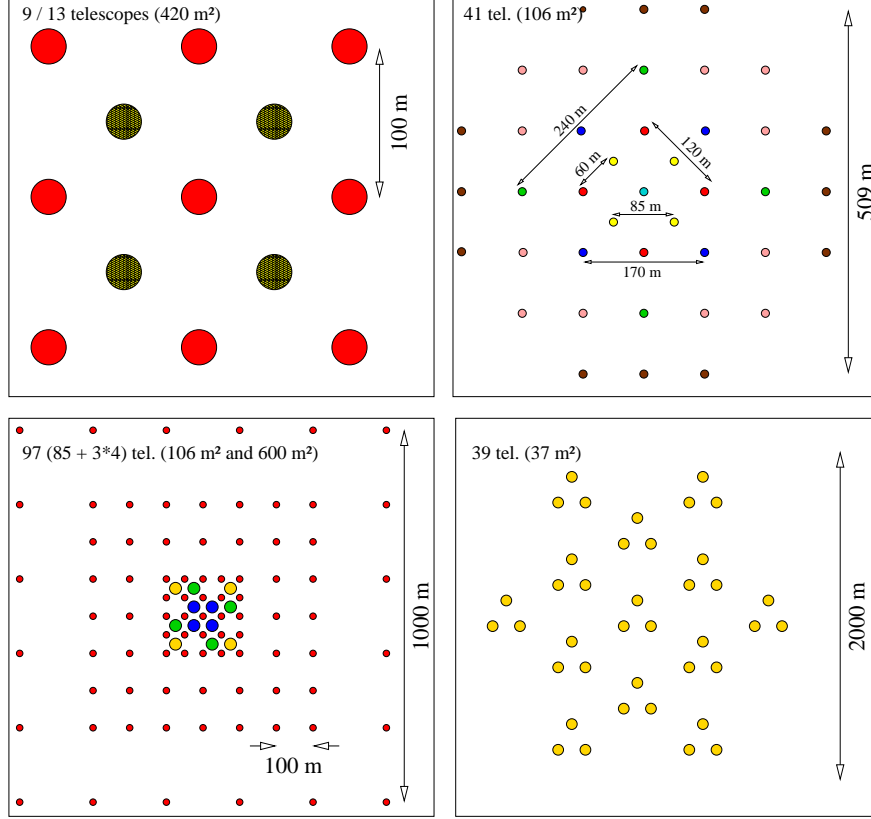 9 / 13 telescopes (420 m²)
100 m
41 tel. (106 m²)
240 m
120 m
60 m
85 m
170 m
509 m
97 (85 + 3*4) tel. (106 m² and 600 m²)
1000 m
100 m
39 tel. (37 m²)
2000 m